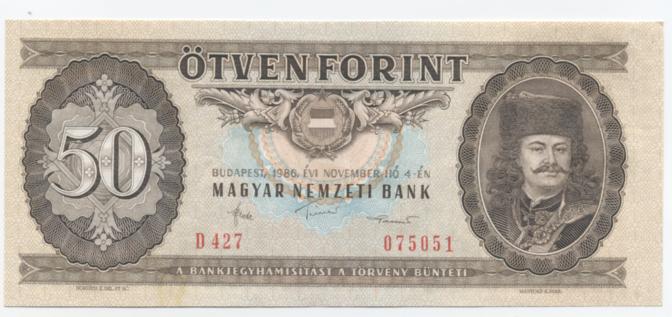 ÖTVEN FORINT
50
BUDAPEST, 1986. ÉVI NOVEMBER HÓ 4-ÉN
MAGYAR NEMZETI BANK
D 427 075051
A BANKJEGYHAMISÍTÁST A TÖRVÉNY BÜNTETI